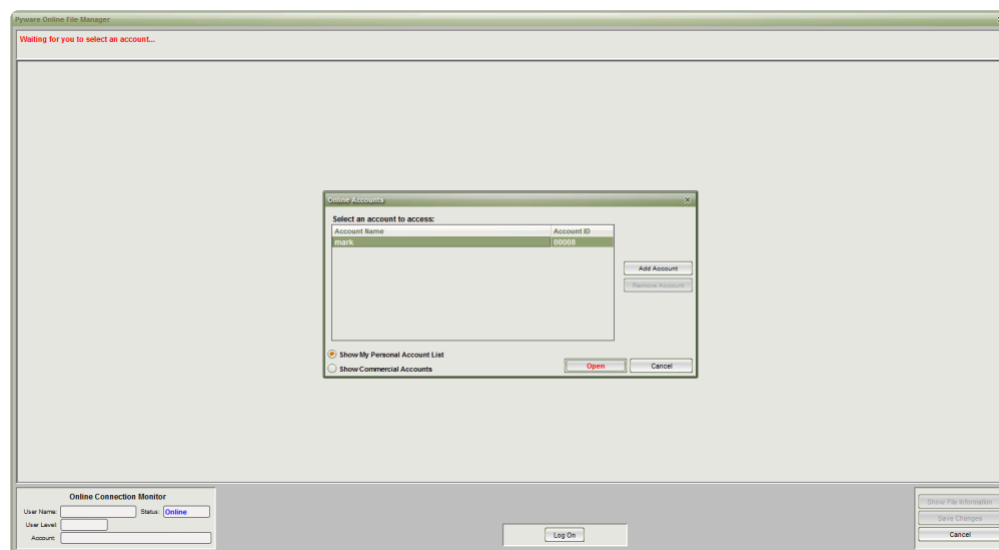 Pyware Online File Manager
Waiting for you to select an account...
Online Accounts
Select an account to access:
Account Name Account ID
mark 00008
Add Account
Remove Account
Show My Personal Account List
Show Commercial Accounts
Open Cancel
Online Connection Monitor
User Name: Status: Online
User Level:
Account:
Log On
Show File Information
Save Changes
Cancel